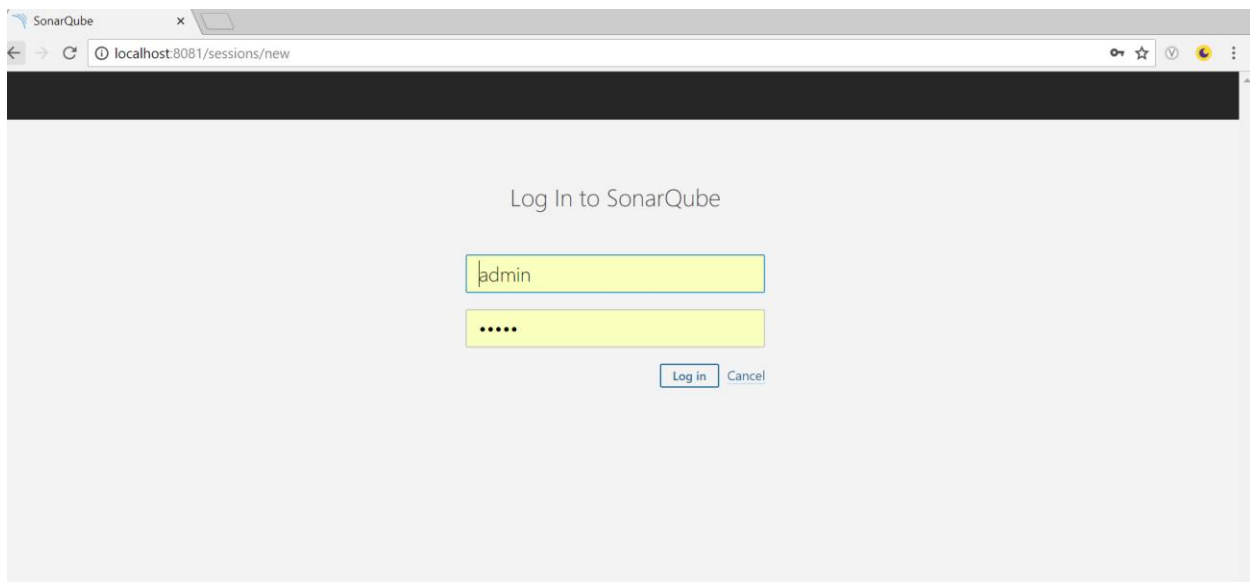 SonarQube
localhost:8081/sessions/new
Log In to SonarQube
admin
•••••
Log in Cancel